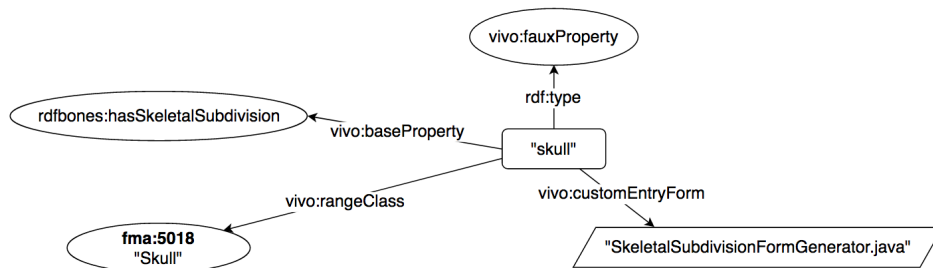 vivo:fauxProperty
rdf:type
rdfbones:hasSkeletalSubdivision
vivo:baseProperty
"skull"
vivo:rangeClass
vivo:customEntryForm
fma:5018
"Skull"
"SkeletalSubdivisionFormGenerator.java"